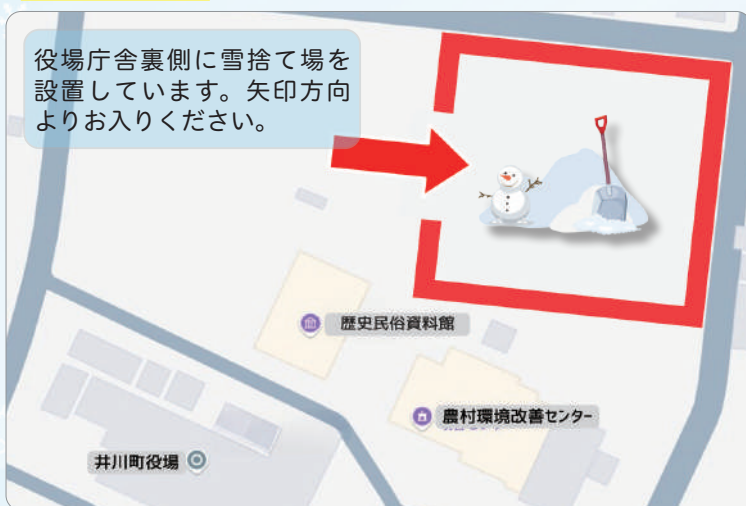 役場庁舎裏側に雪捨て場を
設置しています。矢印方向
よりお入りください。
歴史民俗資料館
農村環境改善センター
井川町役場